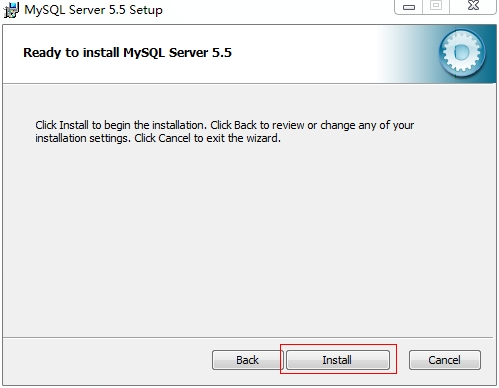 MySQL Server 5.5 Setup
Ready to install MySQL Server 5.5
Click Install to begin the installation. Click Back to review or change any of your
installation settings. Click Cancel to exit the wizard.
Back Install Cancel